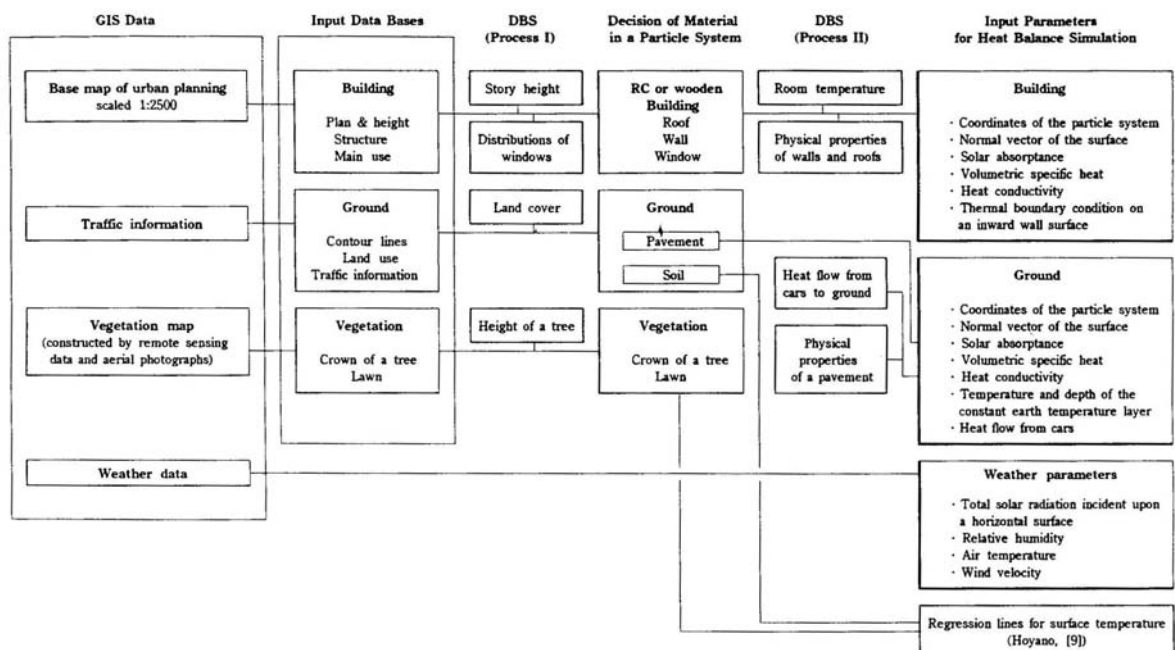 GIS Data
Input Data Bases
DBS
(Process I)
Decision of Material
in a Particle System
DBS
(Process II)
Input Parameters
for Heat Balance Simulation
Base map of urban planning
scaled 1:2500
Traffic information
Vegetation map
(constructed by remote sensing
data and aerial photographs)
Weather data
Building
Plan & height
Structure
Main use
Ground
Contour lines
Land use
Traffic information
Vegetation
Crown of a tree
Lawn
Story height
Distributions of
windows
Land cover
Height of a tree
RC or wooden
Building
Roof
Wall
Window
Ground
Pavement
Soil
Vegetation
Crown of a tree
Lawn
Room temperature
Physical properties
of walls and roofs
Heat flow from
cars to ground
Physical
properties
of a pavement
Building
· Coordinates of the particle system
· Normal vector of the surface
· Solar absorptance
· Volumetric specific heat
· Heat conductivity
· Thermal boundary condition on
an inward wall surface
Ground
· Coordinates of the particle system
· Normal vector of the surface
· Solar absorptance
· Volumetric specific heat
· Heat conductivity
· Temperature and depth of the
constant earth temperature layer
· Heat flow from cars
Weather parameters
· Total solar radiation incident upon
a horizontal surface
· Relative humidity
· Air temperature
· Wind velocity
Regression lines for surface temperature
(Hoyano, [9])